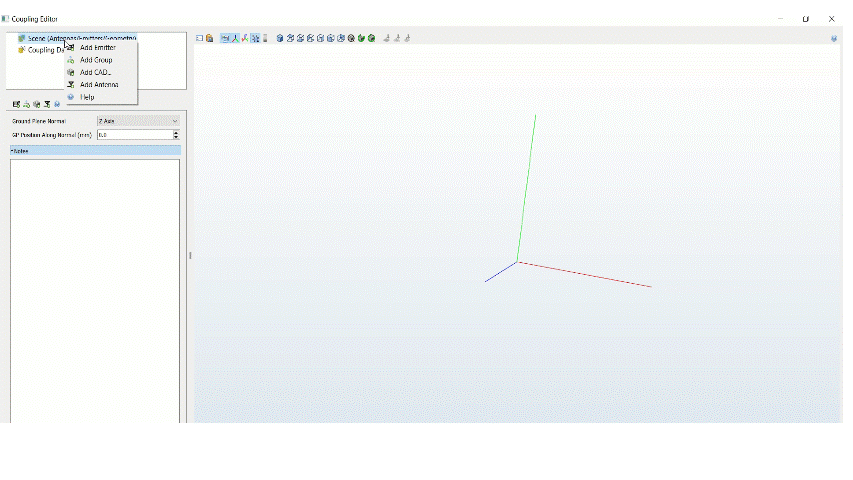 Coupling Editor
Scene (Antennas/Emitters/Geometry)
Coupling Da
Add Emitter
Add Group
Add CAD...
Add Antenna
Help
Ground Plane Normal Z Axis
GP Position Along Normal (mm) 0.0
Notes